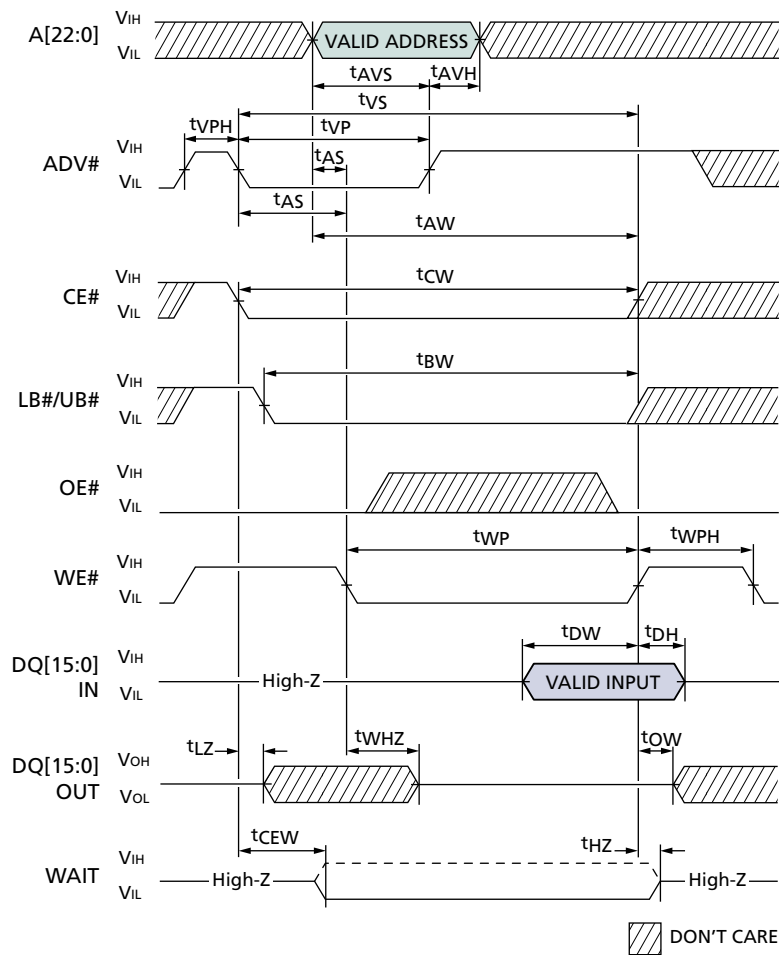 A[22:0] VIH VIL VALID ADDRESS
tAVS tAVH
tVS
tVPH tVP
ADV# VIH VIL tAS
tAS
tAW
CE# VIH VIL tCW
LB#/UB# VIH VIL tBW
OE# VIH VIL
WE# VIH VIL tWP tWPH
tDW tDH
DQ[15:0] IN VIH VIL High-Z VALID INPUT
tLZ tWHZ tOW
DQ[15:0] OUT VOH VOL
tCEW tHZ
WAIT VIH VIL High-Z High-Z
DON'T CARE